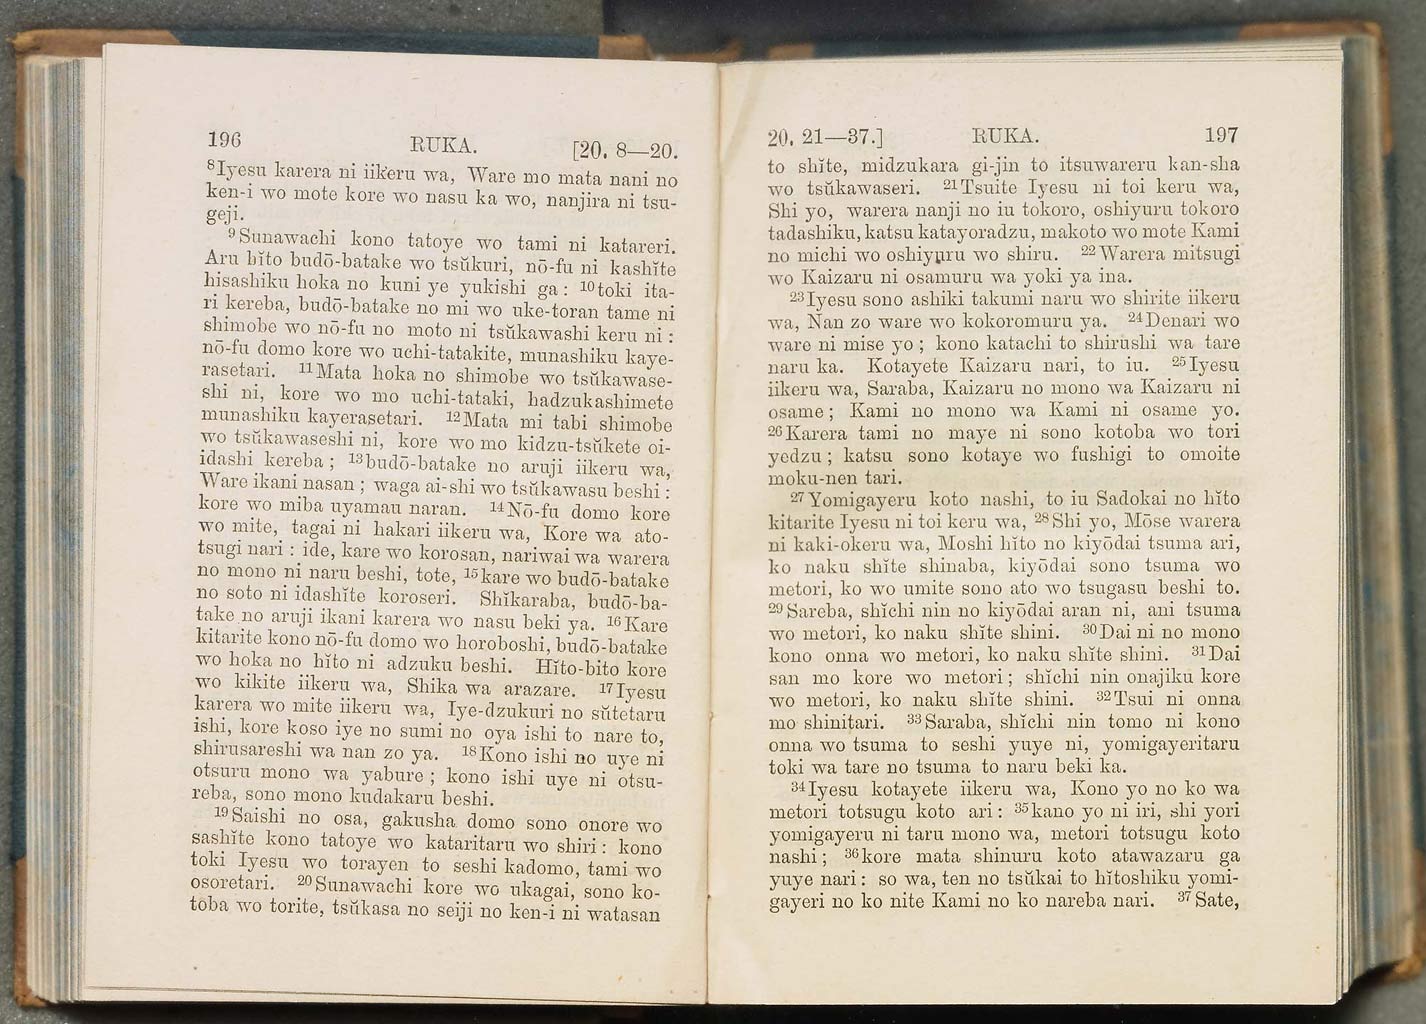 196 RUKA. [20. 8—20.
⁸Iyesu karera ni iikeru wa, Ware mo mata nani no
ken-i wo mote kore wo nasu ka wo, nanjira ni tsu-
geji.
⁹Sunawachi kono tatoye wo tami ni katareri.
Aru hĭto budō-batake wo tsŭkuri, nō-fu ni kashĭte
hisashiku hoka no kuni ye yukishi ga : ¹⁰toki ita-
ri kereba, budō-batake no mi wo uke-toran tame ni
shimobe wo nō-fu no moto ni tsŭkawashi keru ni :
nō-fu domo kore wo uchi-tatakite, munashiku kaye-
rasetari. ¹¹Mata hoka no shimobe wo tsŭkawase-
shi ni, kore wo mo uchi-tataki, hadzukashimete
munashiku kayerasetari. ¹²Mata mi tabi shimobe
wo tsŭkawaseshi ni, kore wo mo kidzu-tsŭkete oi-
idashi kereba ; ¹³budō-batake no aruji iikeru wa,
Ware ikani nasan ; waga ai-shi wo tsŭkawasu beshi :
kore wo miba uyamau naran. ¹⁴Nō-fu domo kore
wo mite, tagai ni hakari iikeru wa, Kore wa ato-
tsugi nari : ide, kare wo korosan, nariwai wa warera
no mono ni naru beshi, tote, ¹⁵kare wo budō-batake
no soto ni idashĭte koroseri. Shĭkaraba, budō-ba-
take no aruji ikani karera wo nasu beki ya. ¹⁶Kare
kitarite kono nō-fu domo wo horoboshi, budō-batake
wo hoka no hĭto ni adzuku beshi. Hĭto-bito kore
wo kikite iikeru wa, Shika wa arazare. ¹⁷Iyesu
karera wo mite iikeru wa, Iye-dzukuri no sŭtetaru
ishi, kore koso iye no sumi no oya ishi to nare to,
shirusareshi wa nan zo ya. ¹⁸Kono ishi no uye ni
otsuru mono wa yabure ; kono ishi uye ni otsu-
reba, sono mono kudakaru beshi.
¹⁹Saishi no osa, gakusha domo sono onore wo
sashĭte kono tatoye wo kataritaru wo shiri : kono
toki Iyesu wo torayen to seshi kadomo, tami wo
osoretari. ²⁰Sunawachi kore wo ukagai, sono ko-
toba wo torite, tsŭkasa no seiji no ken-i ni watasan
20. 21—37.] RUKA. 197
to shĭte, midzukara gi-jin to itsuwareru kan-sha
wo tsŭkawaseri. ²¹Tsuite Iyesu ni toi keru wa,
Shi yo, warera nanji no iu tokoro, oshiyuru tokoro
tadashiku, katsu katayoradzu, makoto wo mote Kami
no michi wo oshiyuru wo shiru. ²²Warera mitsugi
wo Kaizaru ni osamuru wa yoki ya ina.
²³Iyesu sono ashiki takumi naru wo shirite iikeru
wa, Nan zo ware wo kokoromuru ya. ²⁴Denari wo
ware ni mise yo ; kono katachi to shirŭshi wa tare
naru ka. Kotayete Kaizaru nari, to iu. ²⁵Iyesu
iikeru wa, Saraba, Kaizaru no mono wa Kaizaru ni
osame ; Kami no mono wa Kami ni osame yo.
²⁶Karera tami no maye ni sono kotoba wo tori
yedzu ; katsu sono kotaye wo fushigi to omoite
moku-nen tari.
²⁷Yomigayeru koto nashi, to iu Sadokai no hĭto
kitarite Iyesu ni toi keru wa, ²⁸Shi yo, Mōse warera
ni kaki-okeru wa, Moshi hĭto no kiyōdai tsuma ari,
ko naku shĭte shinaba, kiyōdai sono tsuma wo
metori, ko wo umite sono ato wo tsugasu beshi to.
²⁹Sareba, shĭchi nin no kiyōdai aran ni, ani tsuma
wo metori, ko naku shĭte shini. ³⁰Dai ni no mono
kono onna wo metori, ko naku shĭte shini. ³¹Dai
san mo kore wo metori ; shĭchi nin onajikŭ kore
wo metori, ko naku shĭte shini. ³²Tsui ni onna
mo shinitari. ³³Saraba, shĭchi nin tomo ni kono
onna wo tsuma to seshi yuye ni, yomigayeritaru
toki wa tare no tsuma to naru beki ka.
³⁴Iyesu kotayete iikeru wa, Kono yo no ko wa
metori totsugu koto ari : ³⁵kano yo ni iri, shi yori
yomigayeru ni taru mono wa, metori totsugu koto
nashi ; ³⁶kore mata shinuru koto atawazaru ga
yuye nari : so wa, ten no tsŭkai to hĭtoshiku yomi-
gayeri no ko nite Kami no ko nareba nari. ³⁷Sate,